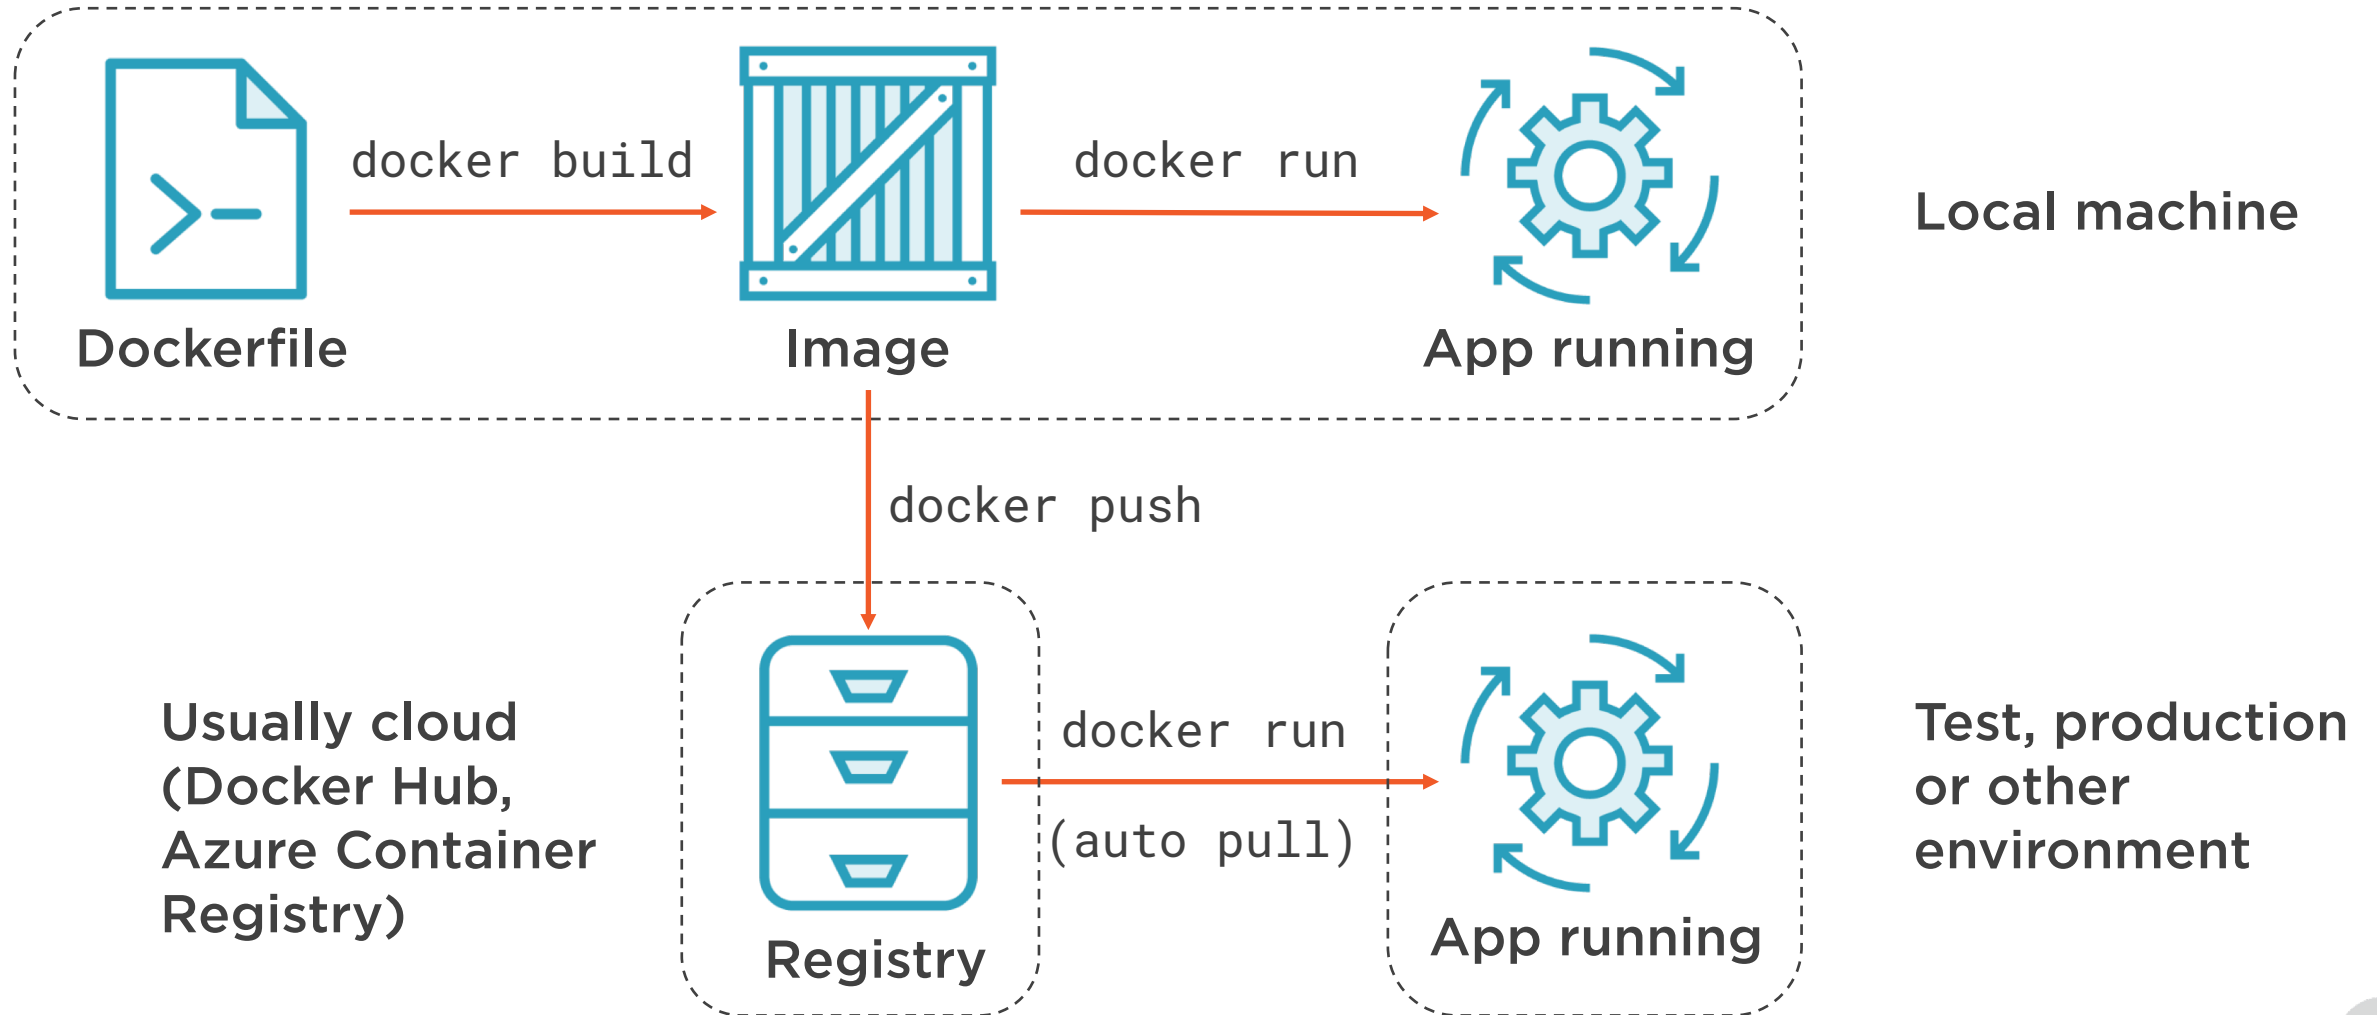 docker build
docker run
Local machine
Dockerfile
Image
App running
docker push
Usually cloud
(Docker Hub,
Azure Container
Registry)
docker run
(auto pull)
Registry
App running
Test, production
or other
environment